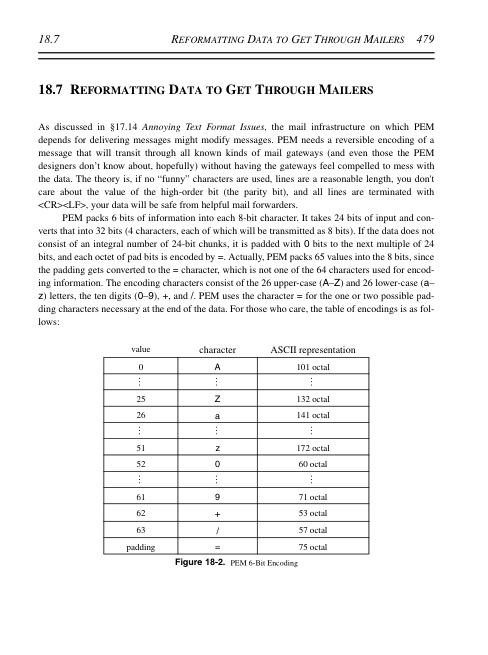 18.7 REFORMATTING DATA TO GET THROUGH MAILERS 479
18.7 REFORMATTING DATA TO GET THROUGH MAILERS
As discussed in §17.14 Annoying Text Format Issues, the mail infrastructure on which PEM
depends for delivering messages might modify messages. PEM needs a reversible encoding of a
message that will transit through all known kinds of mail gateways (and even those the PEM
designers don't know about, hopefully) without having the gateways feel compelled to mess with
the data. The theory is, if no “funny” characters are used, lines are a reasonable length, you don't
care about the value of the high-order bit (the parity bit), and all lines are terminated with
<CR><LF>, your data will be safe from helpful mail forwarders.
PEM packs 6 bits of information into each 8-bit character. It takes 24 bits of input and con-
verts that into 32 bits (4 characters, each of which will be transmitted as 8 bits). If the data does not
consist of an integral number of 24-bit chunks, it is padded with 0 bits to the next multiple of 24
bits, and each octet of pad bits is encoded by =. Actually, PEM packs 65 values into the 8 bits, since
the padding gets converted to the = character, which is not one of the 64 characters used for encod-
ing information. The encoding characters consist of the 26 upper-case (A–Z) and 26 lower-case (a–
z) letters, the ten digits (0–9), +, and /. PEM uses the character = for the one or two possible pad-
ding characters necessary at the end of the data. For those who care, the table of encodings is as fol-
lows:
value character ASCII representation
0 A 101 octal
⋮ ⋮ ⋮
25 Z 132 octal
26 a 141 octal
⋮ ⋮ ⋮
51 z 172 octal
52 0 60 octal
⋮ ⋮ ⋮
61 9 71 octal
62 + 53 octal
63 / 57 octal
padding = 75 octal
Figure 18-2. PEM 6-Bit Encoding